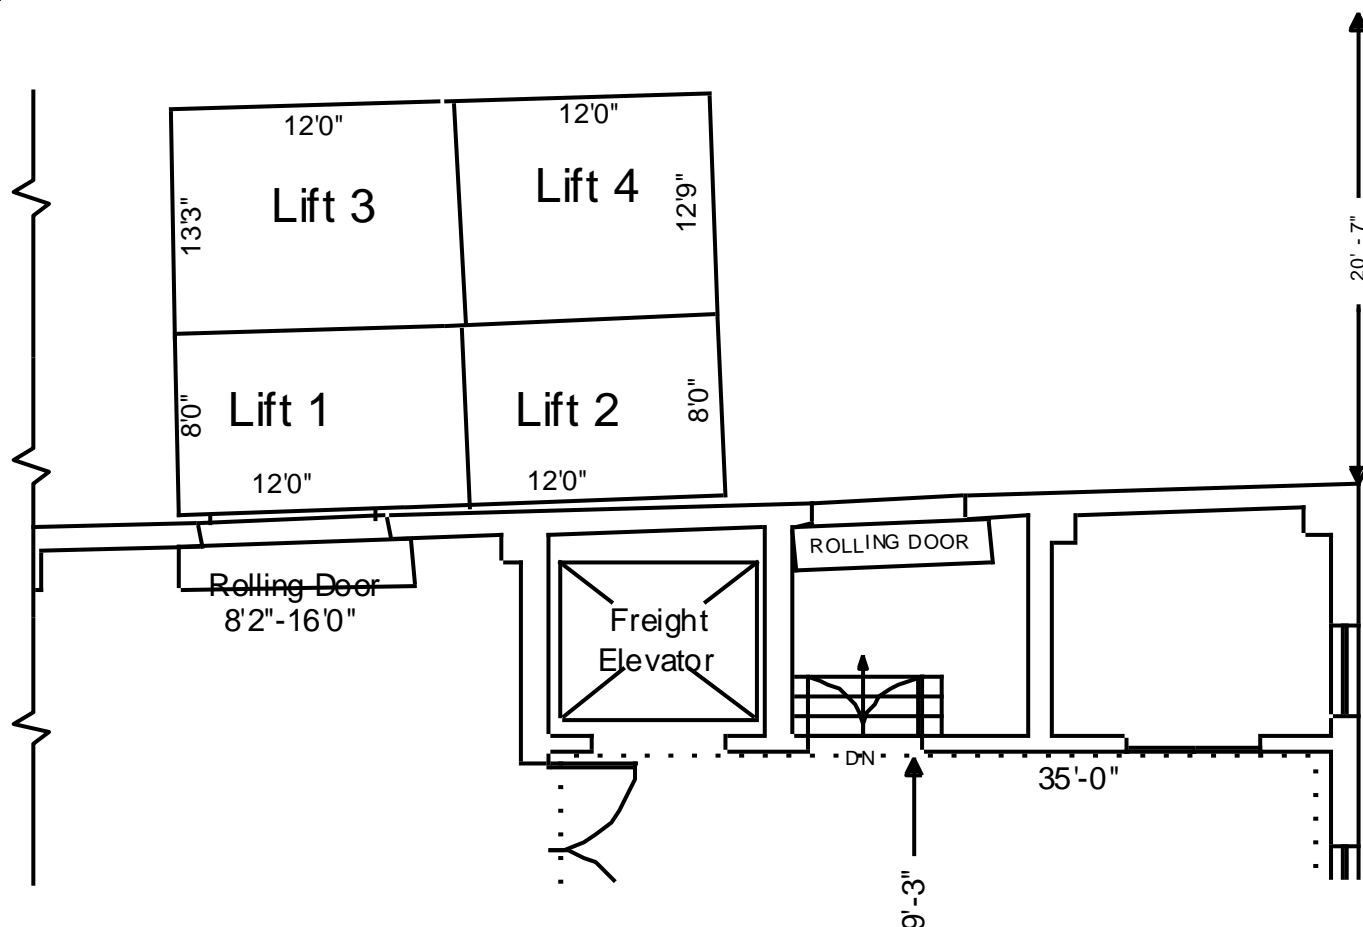 12'0"
12'0"
Lift 3
Lift 4
13'3"
12'9"
20' - 7"
Lift 1
Lift 2
8'0"
8'0"
12'0"
12'0"
ROLLING DOOR
Rolling Door
8'2"-16'0"
Freight
Elevator
DN
35'-0"
9'-3"